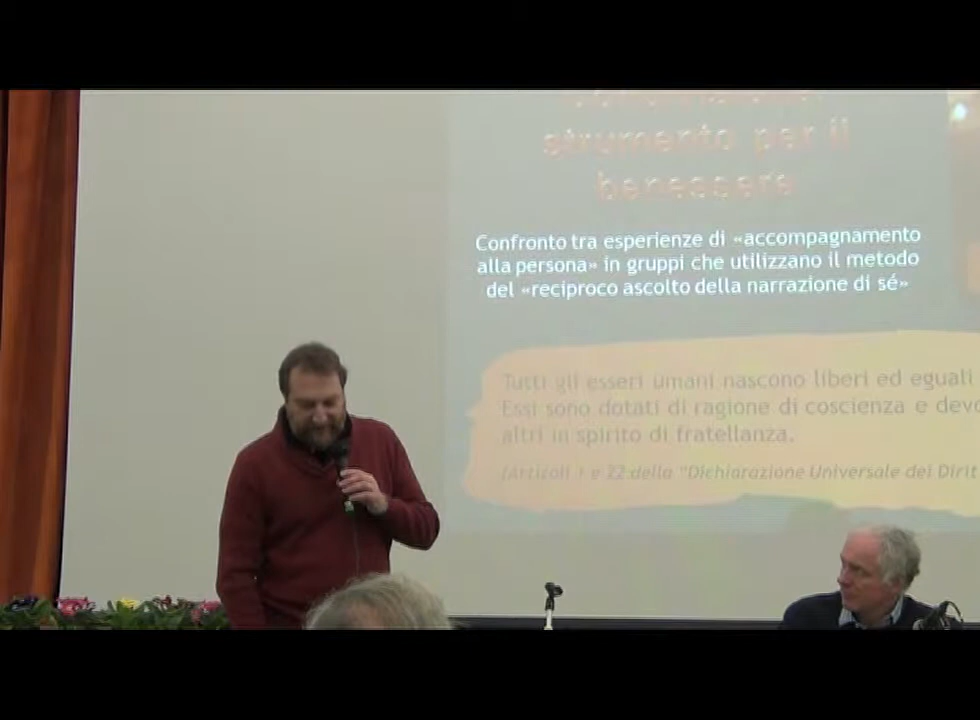 strumento per il
benessere
Confronto tra esperienze di «accompagnamento
alla persona» in gruppi che utilizzano il metodo
del «reciproco ascolto della narrazione di sé»
Tutti gli esseri umani nascono liberi ed eguali
Essi sono dotati di ragione di coscienza e devo
altri in spirito di fratellanza.
(Articoli 1 e 22 della "Dichiarazione Universale dei Dirit